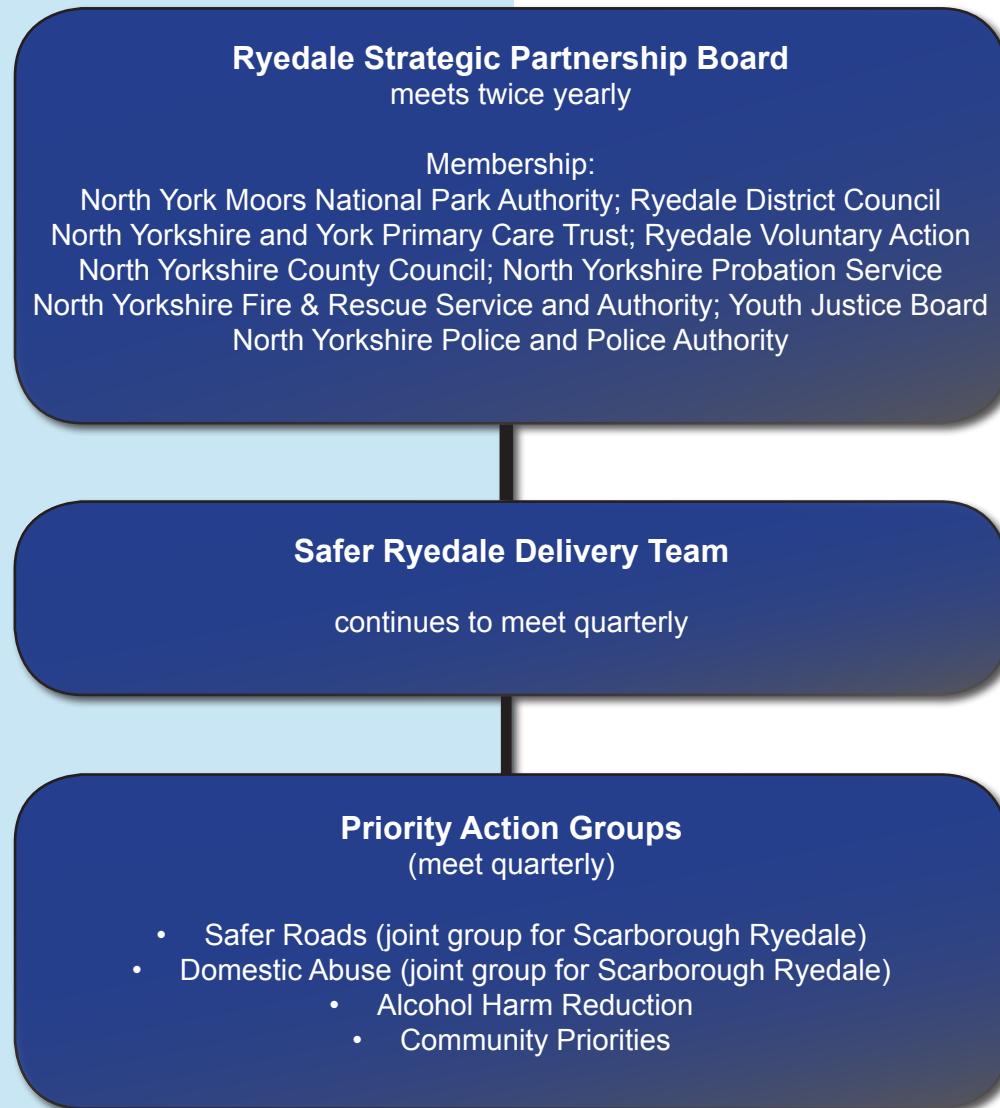 Ryedale Strategic Partnership Board
meets twice yearly
Membership:
North York Moors National Park Authority; Ryedale District Council
North Yorkshire and York Primary Care Trust; Ryedale Voluntary Action
North Yorkshire County Council; North Yorkshire Probation Service
North Yorkshire Fire & Rescue Service and Authority; Youth Justice Board
North Yorkshire Police and Police Authority
Safer Ryedale Delivery Team
continues to meet quarterly
Priority Action Groups
(meet quarterly)
• Safer Roads (joint group for Scarborough Ryedale)
• Domestic Abuse (joint group for Scarborough Ryedale)
• Alcohol Harm Reduction
• Community Priorities